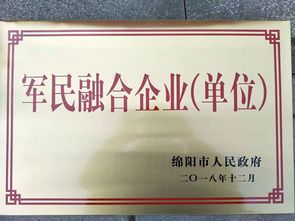 军民融合企业(单位)
绵阳市人民政府
二〇一八年十二月